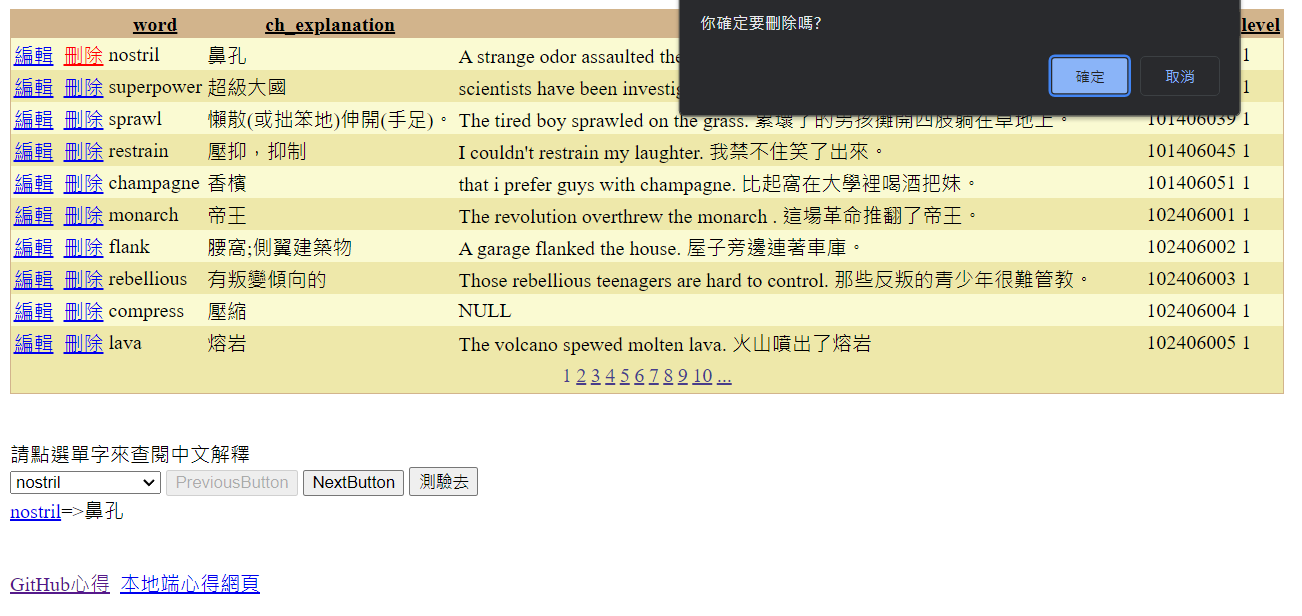 word ch_explanation level
你確定要刪除嗎?
確定 取消
編輯 刪除 nostril 鼻孔 A strange odor assaulted the 1
編輯 刪除 superpower 超級大國 scientists have been 1
編輯 刪除 sprawl 懶散(或拙笨地)伸開(手足)。 The tired boy sprawled on the grass. 累壞了的男孩攤開四肢躺在草地上。 101406039 1
編輯 刪除 restrain 壓抑,抑制 I couldn't restrain my laughter. 我禁不住笑了出來。 101406045 1
編輯 刪除 champagne 香檳 that i prefer guys with champagne. 比起窩在大學裡喝酒把妹。 101406051 1
編輯 刪除 monarch 帝王 The revolution overthrew the monarch . 這場革命推翻了帝王。 102406001 1
編輯 刪除 flank 腰窩;側翼建築物 A garage flanked the house. 屋子旁邊連著車庫。 102406002 1
編輯 刪除 rebellious 有叛變傾向的 Those rebellious teenagers are hard to control. 那些反叛的青少年很難管教。 102406003 1
編輯 刪除 compress 壓縮 NULL 102406004 1
編輯 刪除 lava 熔岩 The volcano spewed molten lava. 火山噴出了熔岩 102406005 1
1 2 3 4 5 6 7 8 9 10 ...
請點選單字來查閱中文解釋
nostril PreviousButton NextButton 測驗去
nostril=>鼻孔
GitHub心得 本地端心得網頁